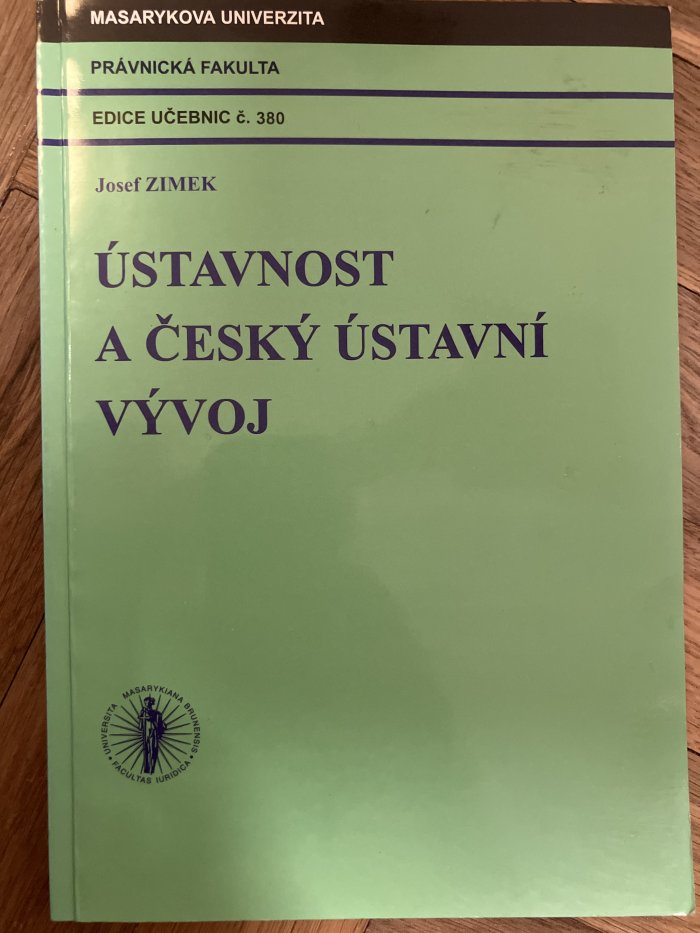 MASARYKOVA UNIVERZITA
PRÁVNICKÁ FAKULTA
EDICE UČEBNIC č. 380
Josef ZIMEK
ÚSTAVNOST
A ČESKÝ ÚSTAVNÍ
VÝVOJ
UNIVERSITA MASARYKIANA BRUNENSIS
FACULTAS IURIDICA